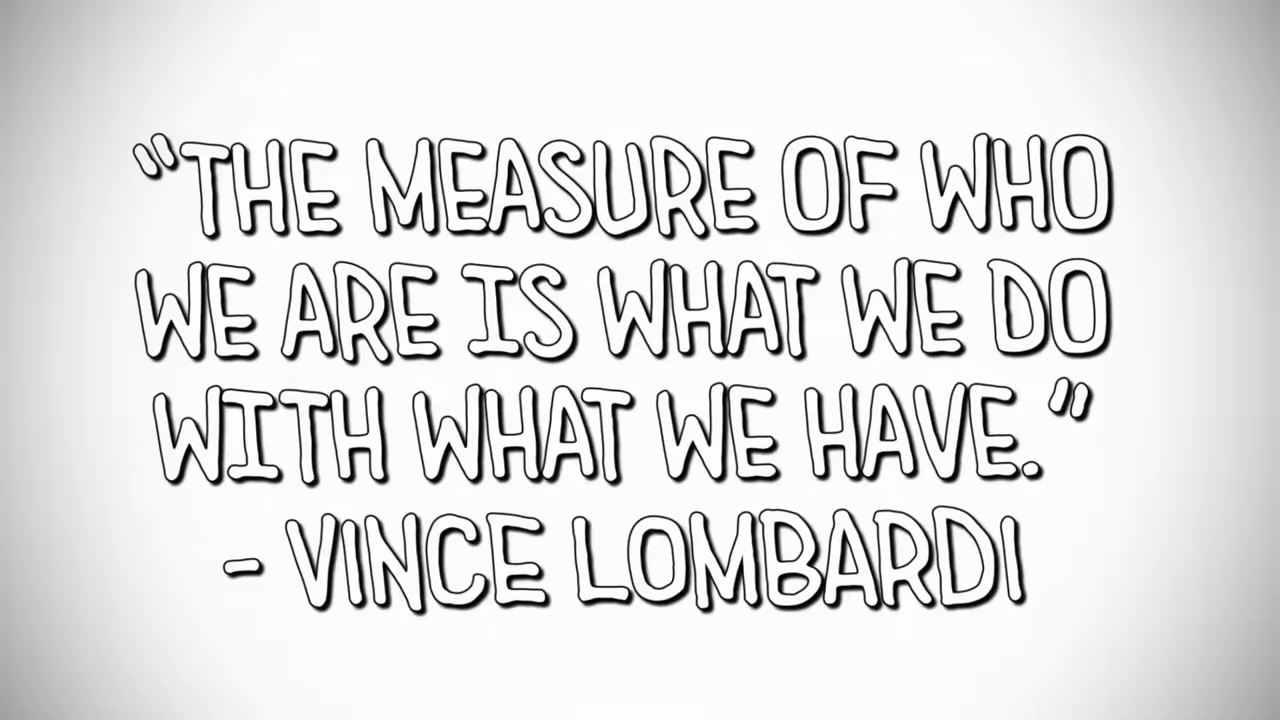 “THE MEASURE OF WHO
WE ARE IS WHAT WE DO
WITH WHAT WE HAVE.”
- VINCE LOMBARDI